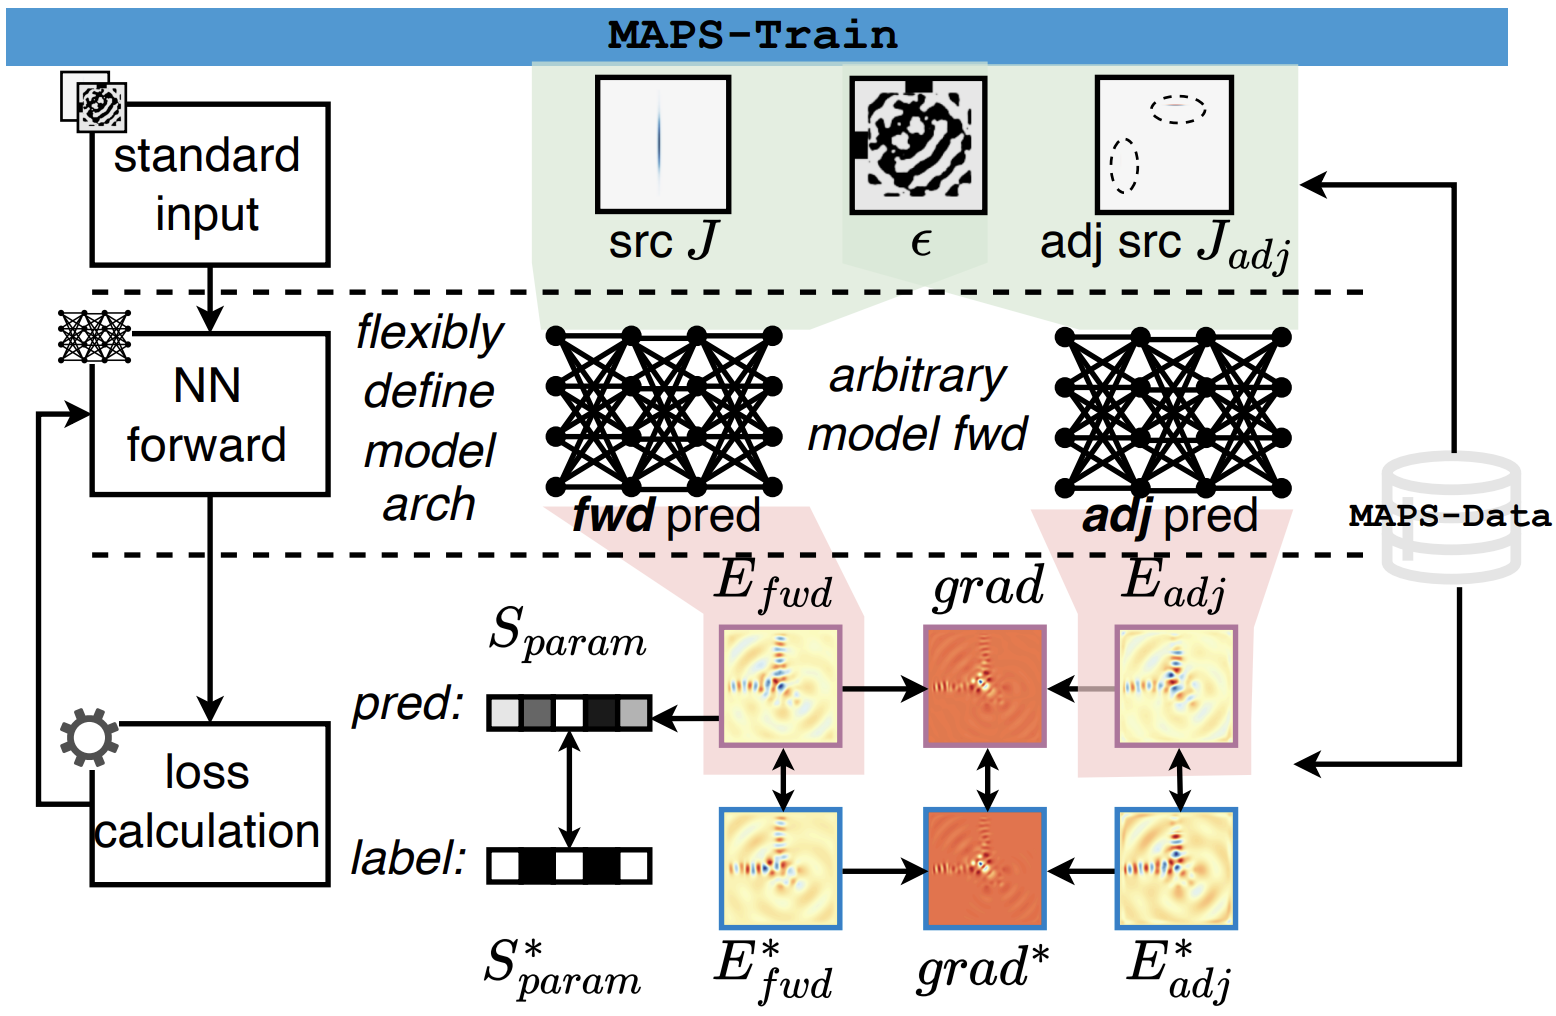 MAPS-Train
standard
input
src J
ϵ
adj src J_{adj}
NN
forward
flexibly
define
model
arch
arbitrary
model fwd
fwd pred
adj pred
MAPS-Data
loss
calculation
S_{param}
E_{fwd}
grad
E_{adj}
pred:
label:
S^*_{param}
E^*_{fwd}
grad^*
E^*_{adj}